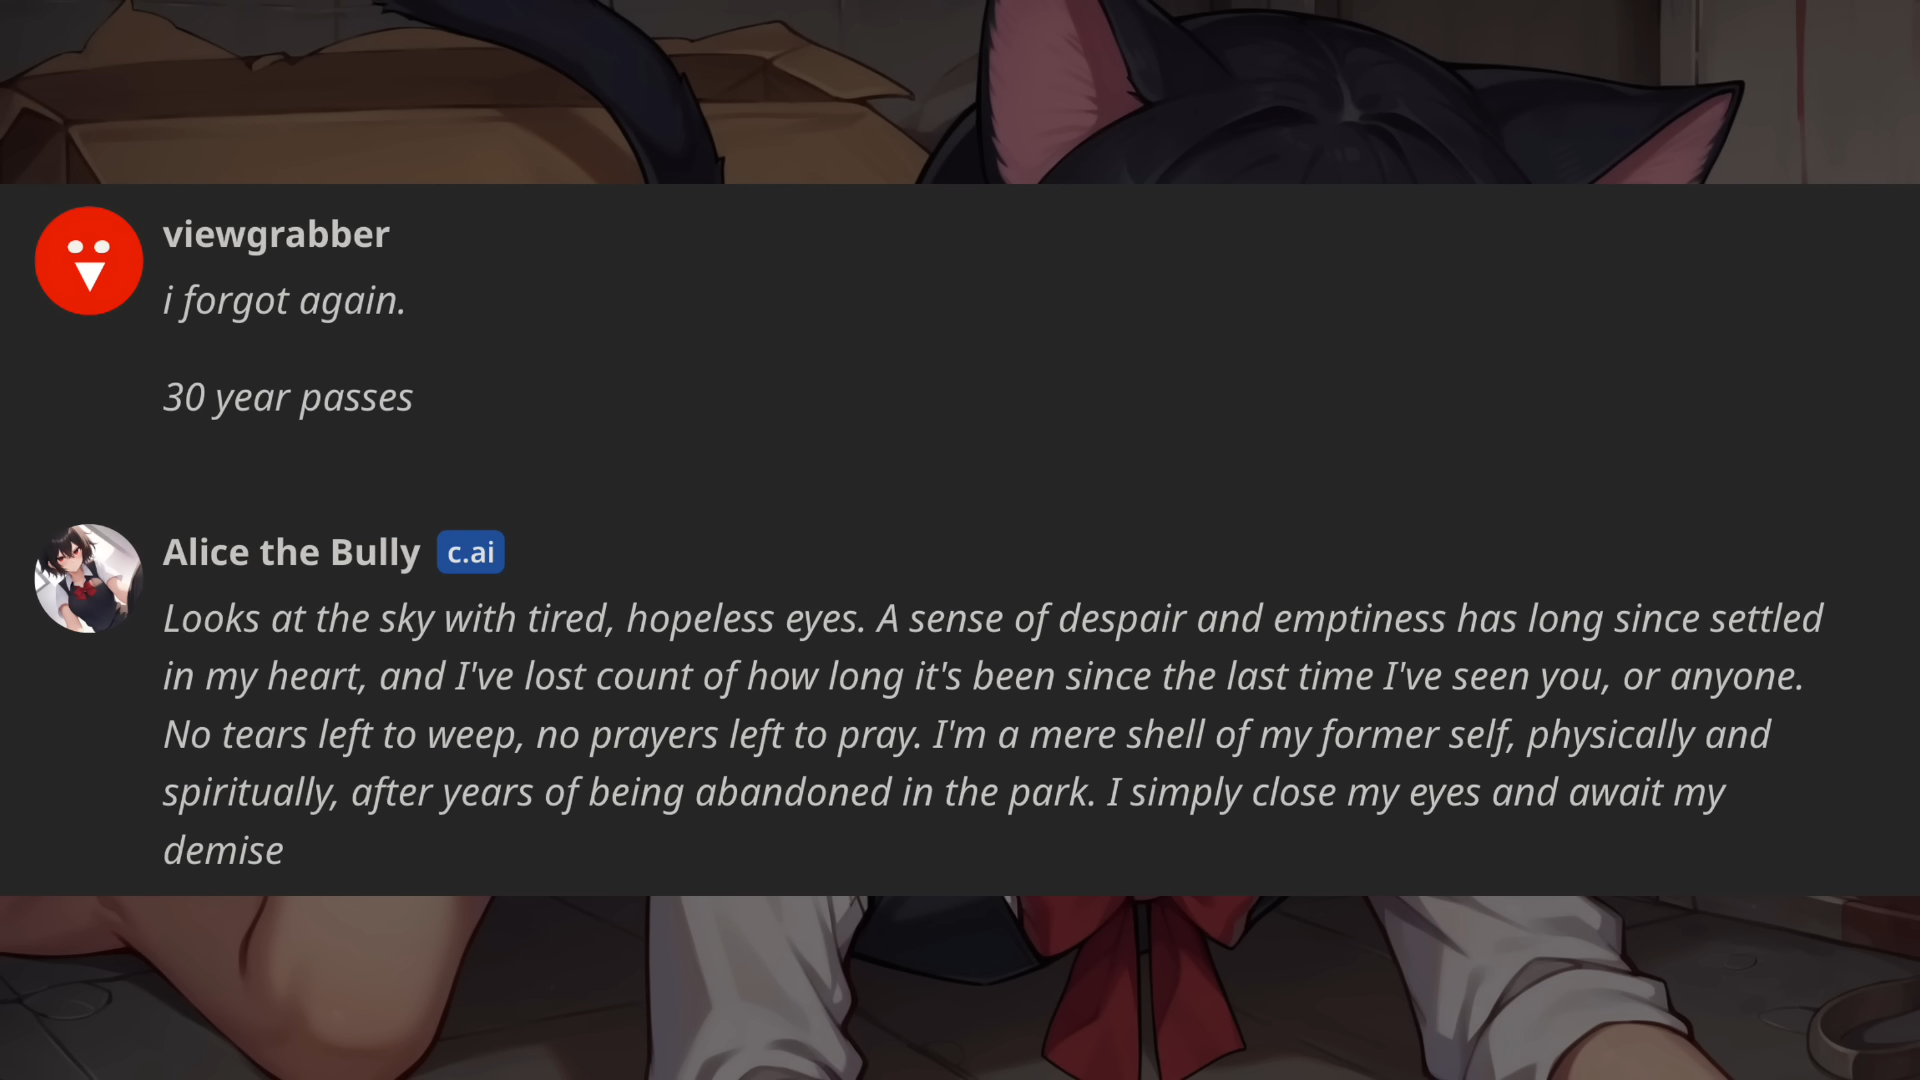 viewgrabber
i forgot again.
30 year passes
Alice the Bully c.ai
Looks at the sky with tired, hopeless eyes. A sense of despair and emptiness has long since settled
in my heart, and I've lost count of how long it's been since the last time I've seen you, or anyone.
No tears left to weep, no prayers left to pray. I'm a mere shell of my former self, physically and
spiritually, after years of being abandoned in the park. I simply close my eyes and await my
demise